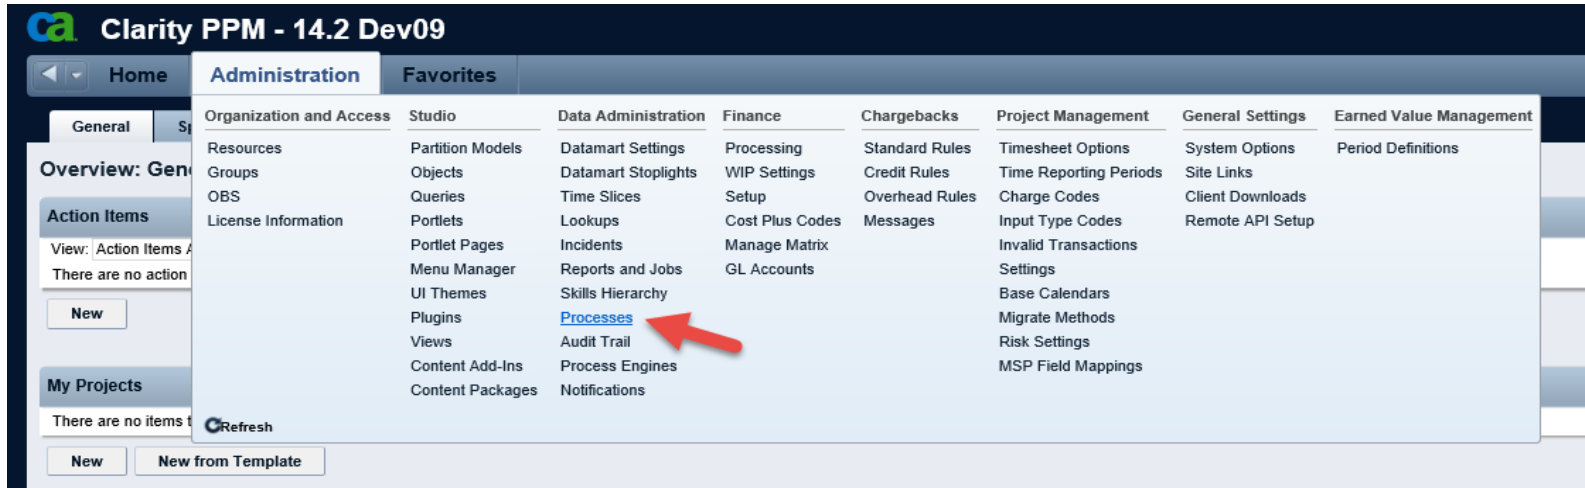 ca Clarity PPM - 14.2 Dev09
Home Administration Favorites
General
Organization and Access Studio Data Administration Finance Chargebacks Project Management General Settings Earned Value Management
Resources Partition Models Datamart Settings Processing Standard Rules Timesheet Options System Options Period Definitions
Overview: Gen
Groups Objects Datamart Stoplights WIP Settings Credit Rules Time Reporting Periods Site Links
OBS Queries Time Slices Setup Overhead Rules Charge Codes Client Downloads
Action Items
License Information Portlets Lookups Cost Plus Codes Messages Input Type Codes Remote API Setup
View: Action Items A
Portlet Pages Incidents Manage Matrix Invalid Transactions
There are no action
Menu Manager Reports and Jobs GL Accounts Settings
UI Themes Skills Hierarchy Base Calendars
New
Plugins Processes Migrate Methods
Views Audit Trail Risk Settings
Content Add-Ins Process Engines MSP Field Mappings
My Projects
Content Packages Notifications
There are no items t
Refresh
New New from Template